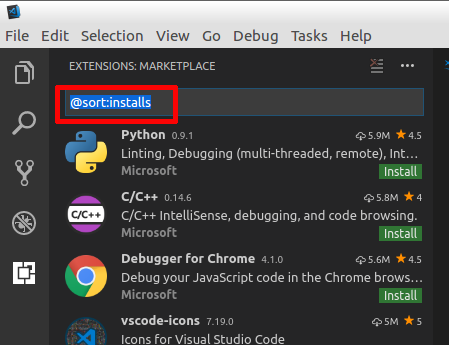 File Edit Selection View Go Debug Tasks Help
EXTENSIONS: MARKETPLACE
@sort:installs
Python 0.9.1 5.9M 4.5
Linting, Debugging (multi-threaded, remote), Int...
Microsoft Install
C/C++
C/C++ 0.14.6 5.8M 4
C/C++ IntelliSense, debugging, and code browsing.
Microsoft Install
Debugger for Chrome 4.1.0 5.6M 4.5
Debug your JavaScript code in the Chrome brows...
Microsoft Install
vscode-icons 7.19.0 5M 5
Icons for Visual Studio Code